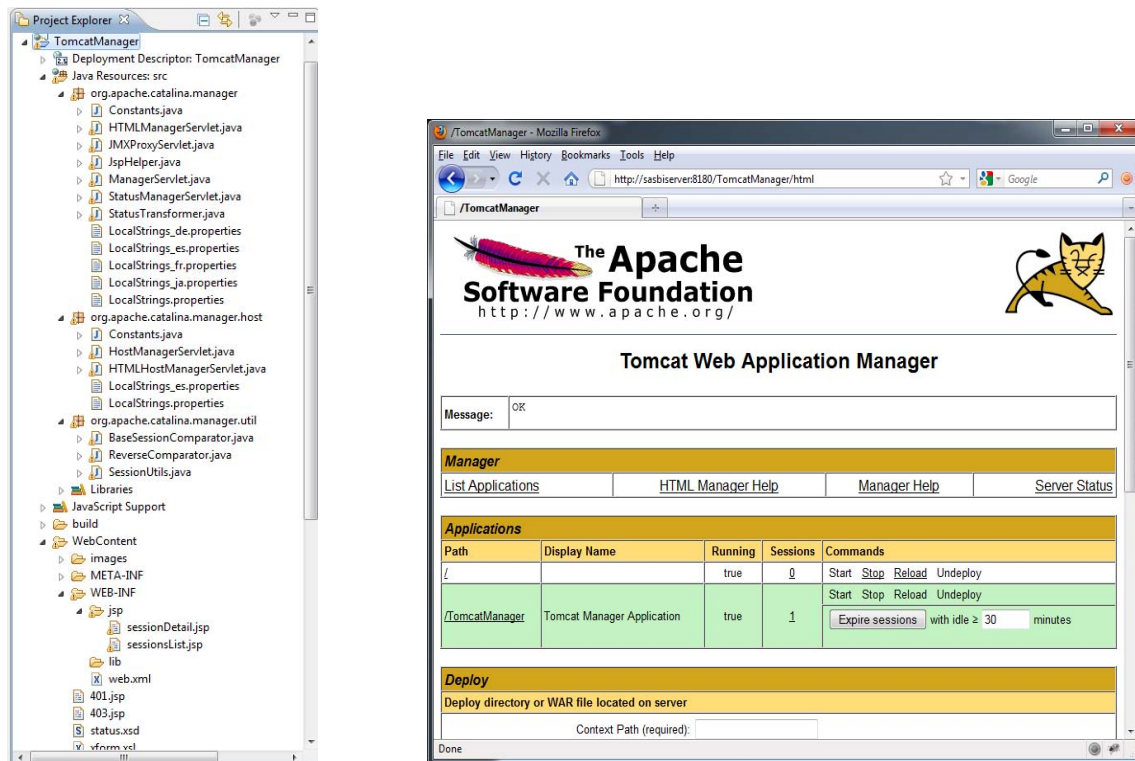 Project Explorer
TomcatManager
Deployment Descriptor: TomcatManager
Java Resources: src
org.apache.catalina.manager
Constants.java
HTMLManagerServlet.java
JMXProxyServlet.java
JspHelper.java
ManagerServlet.java
StatusManagerServlet.java
StatusTransformer.java
LocalStrings_de.properties
LocalStrings_es.properties
LocalStrings_fr.properties
LocalStrings_ja.properties
LocalStrings.properties
org.apache.catalina.manager.host
Constants.java
HostManagerServlet.java
HTMLHostManagerServlet.java
LocalStrings_es.properties
LocalStrings.properties
org.apache.catalina.manager.util
BaseSessionComparator.java
ReverseComparator.java
SessionUtils.java
Libraries
JavaScript Support
build
WebContent
images
META-INF
WEB-INF
jsp
sessionDetail.jsp
sessionsList.jsp
lib
web.xml
401.jsp
403.jsp
status.xsd
xform.xsl
/TomcatManager - Mozilla Firefox
File Edit View History Bookmarks Tools Help
http://sasbiserver:8180/TomcatManager/html
Google
/TomcatManager
The Apache
Software Foundation
http://www.apache.org/
Tomcat Web Application Manager
Message: OK
Manager
List Applications HTML Manager Help Manager Help Server Status
Applications
Path Display Name Running Sessions Commands
/ true 0 Start Stop Reload Undeploy
Start Stop Reload Undeploy
/TomcatManager Tomcat Manager Application true 1
Expire sessions with idle ≥ 30 minutes
Deploy
Deploy directory or WAR file located on server
Context Path (required):
Done